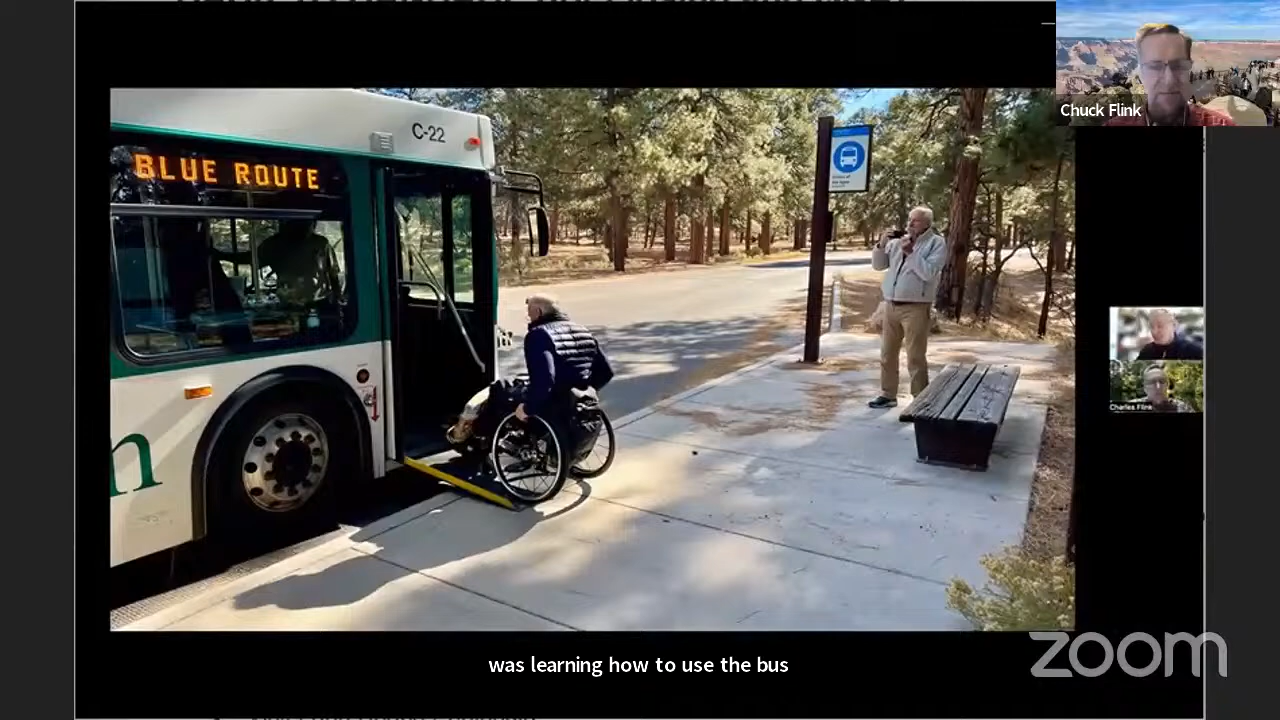 Chuck Flink
C-22
BLUE ROUTE
n
Charles Flink
was learning how to use the bus
zoom